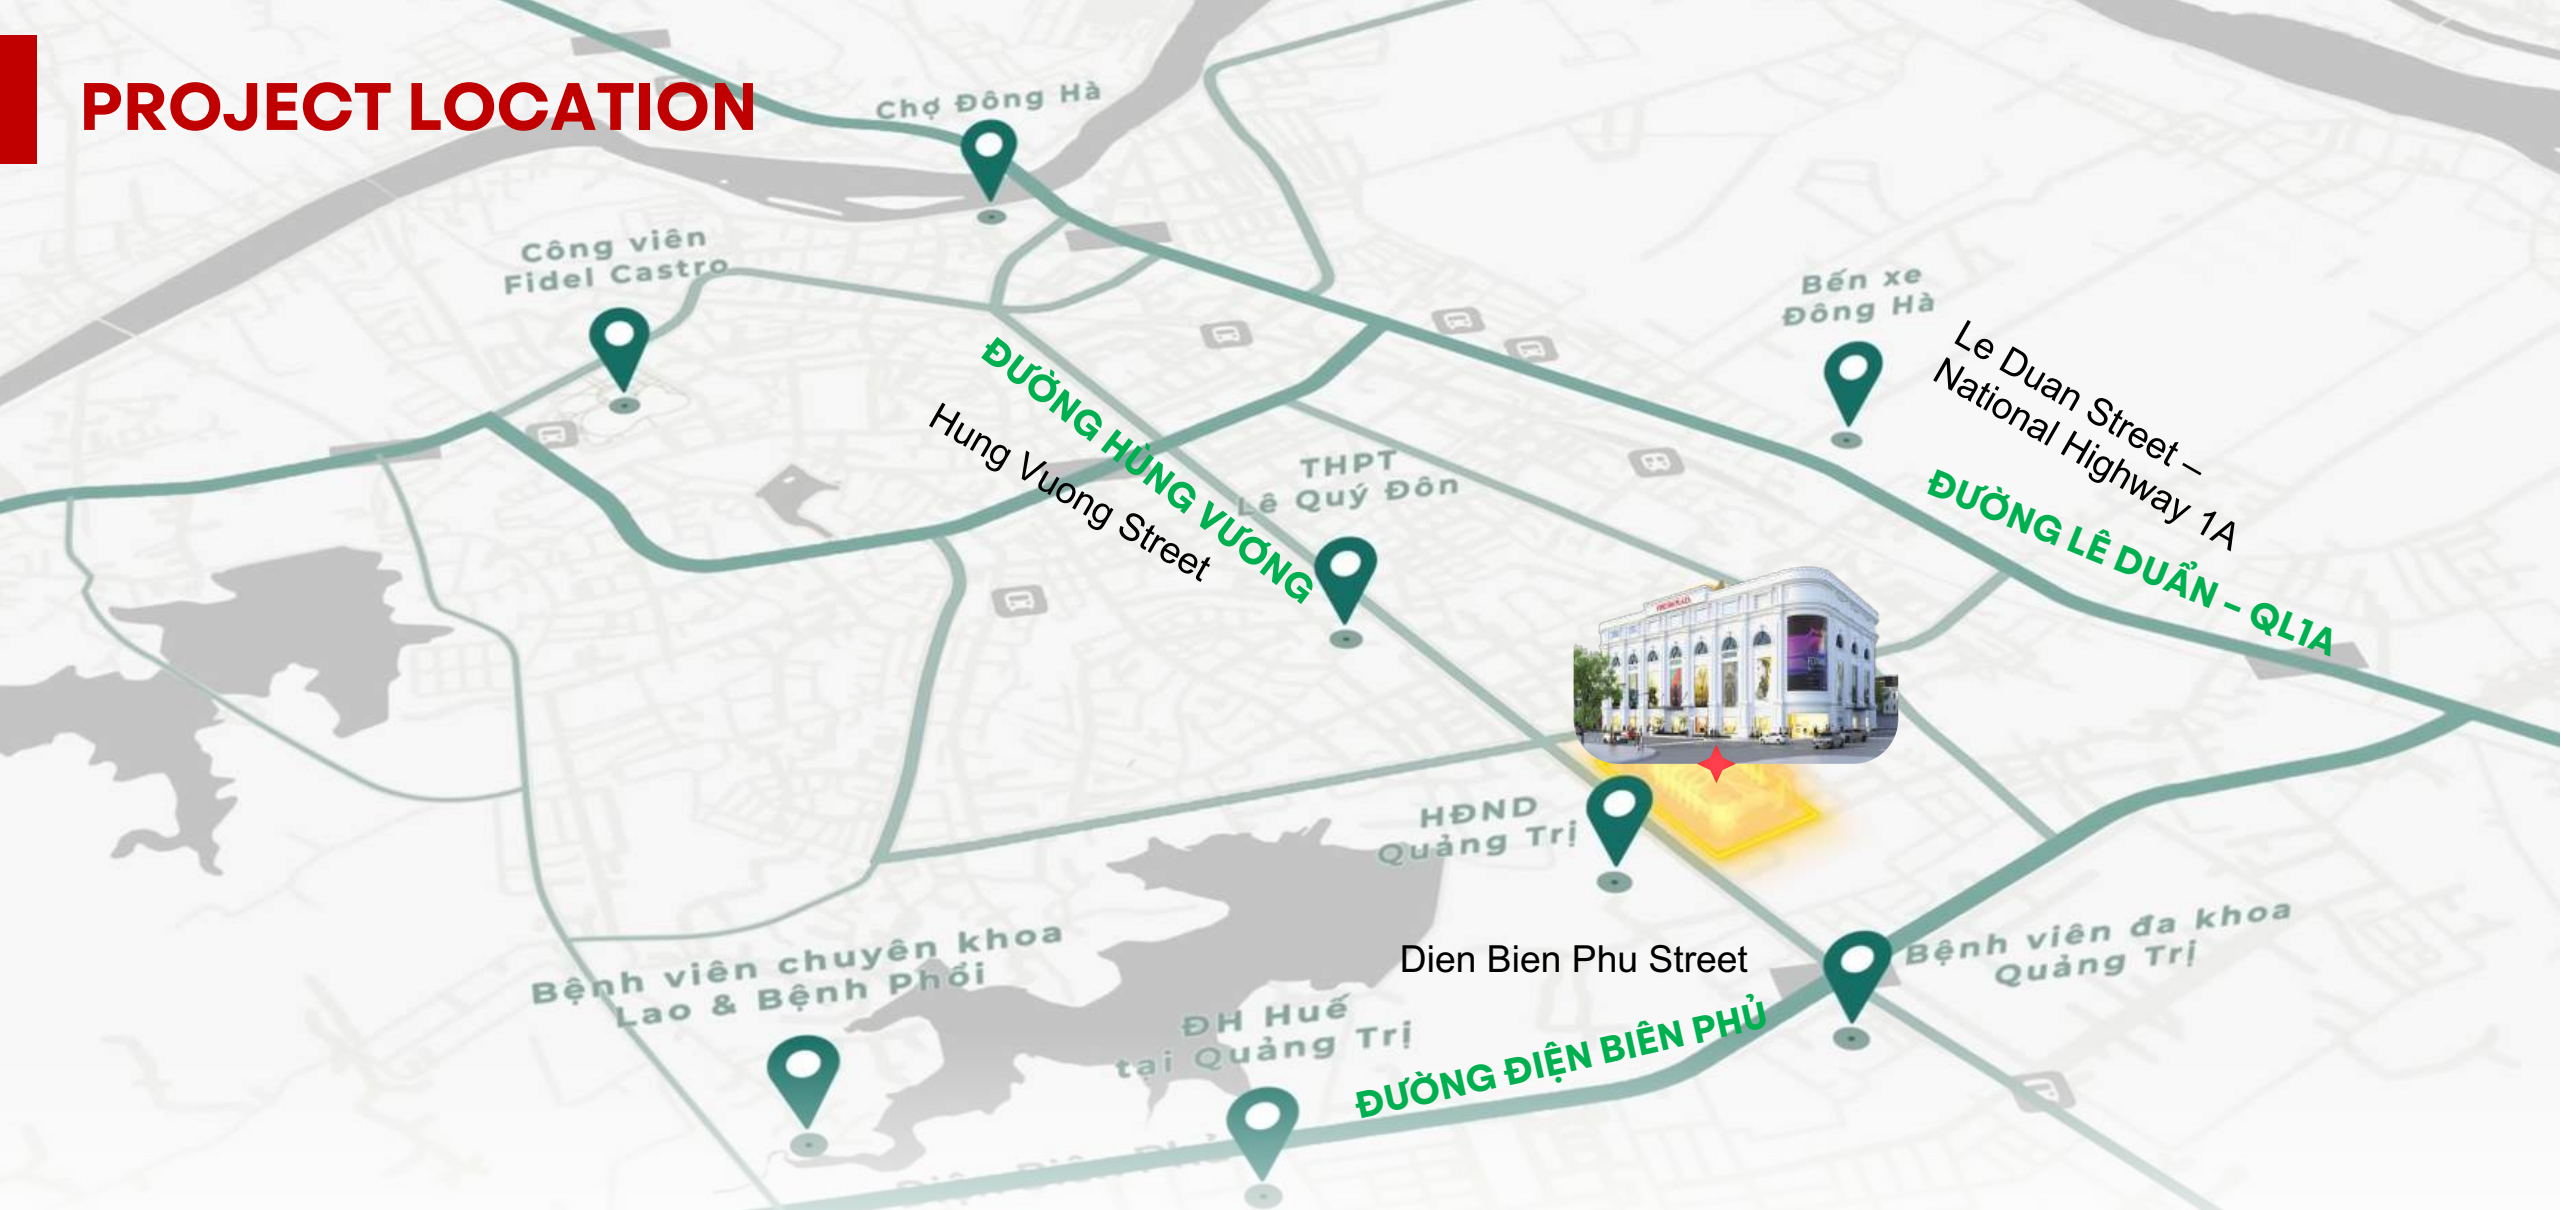 PROJECT LOCATION
Chợ Đông Hà
Công viên
Fidel Castro
Bến xe
Đông Hà
Le Duan Street –
National Highway 1A
ĐƯỜNG LÊ DUẨN - QL1A
ĐƯỜNG HÙNG VƯƠNG
Hung Vuong Street
THPT
Lê Quý Đôn
HĐND
Quảng Trị
Dien Bien Phu Street
Bệnh viên đa khoa
Quảng Trị
Bệnh viên chuyên khoa
Lao & Bệnh Phổi
ĐH Huế
tại Quảng Trị
ĐƯỜNG ĐIỆN BIÊN PHỦ